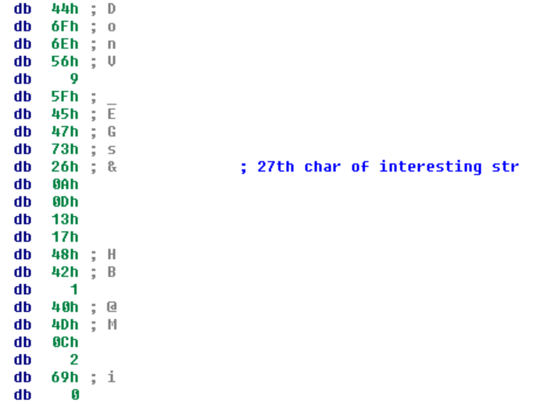 db 44h ; D
db 6Fh ; o
db 6Eh ; n
db 56h ; V
db 9
db 5Fh ; _
db 45h ; E
db 47h ; G
db 73h ; s
db 26h ; & ; 27th char of interesting str
db 0Ah
db 0Dh
db 13h
db 17h
db 48h ; H
db 42h ; B
db 1
db 40h ; @
db 4Dh ; M
db 0Ch
db 2
db 69h ; i
db 0